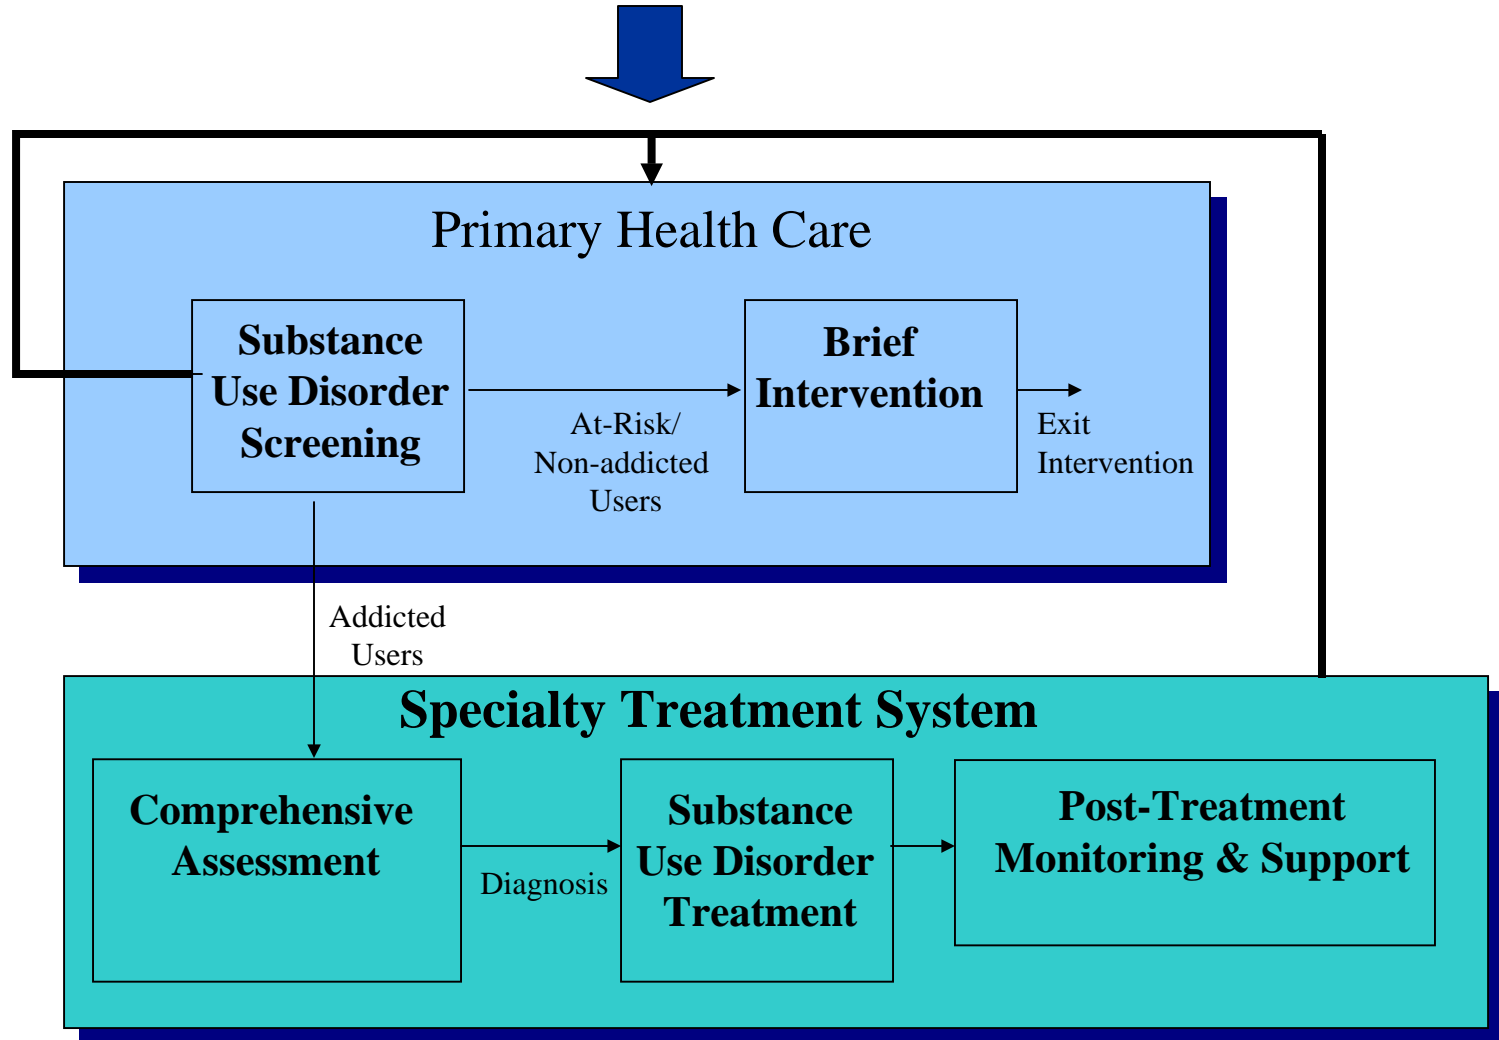 Primary Health Care
Substance
Use Disorder
Screening
At-Risk/
Non-addicted
Users
Brief
Intervention
Exit
Intervention
Addicted
Users
Specialty Treatment System
Comprehensive
Assessment
Diagnosis
Substance
Use Disorder
Treatment
Post-Treatment
Monitoring & Support